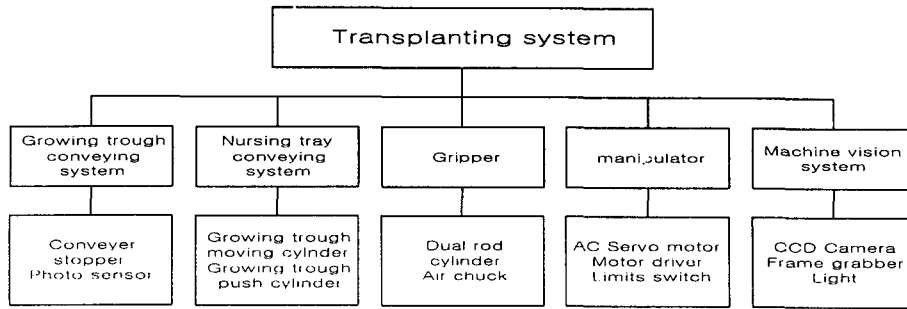 Transplanting system
Growing trough
conveying
system
Nursing tray
conveying
system
Gripper
manipulator
Machine vision
system
Conveyer
stopper
Photo sensor
Growing trough
moving cylinder
Growing trough
push cylinder
Dual rod
cylinder
Air chuck
AC Servo motor
Motor driver
Limits switch
CCD Camera
Frame grabber
Light